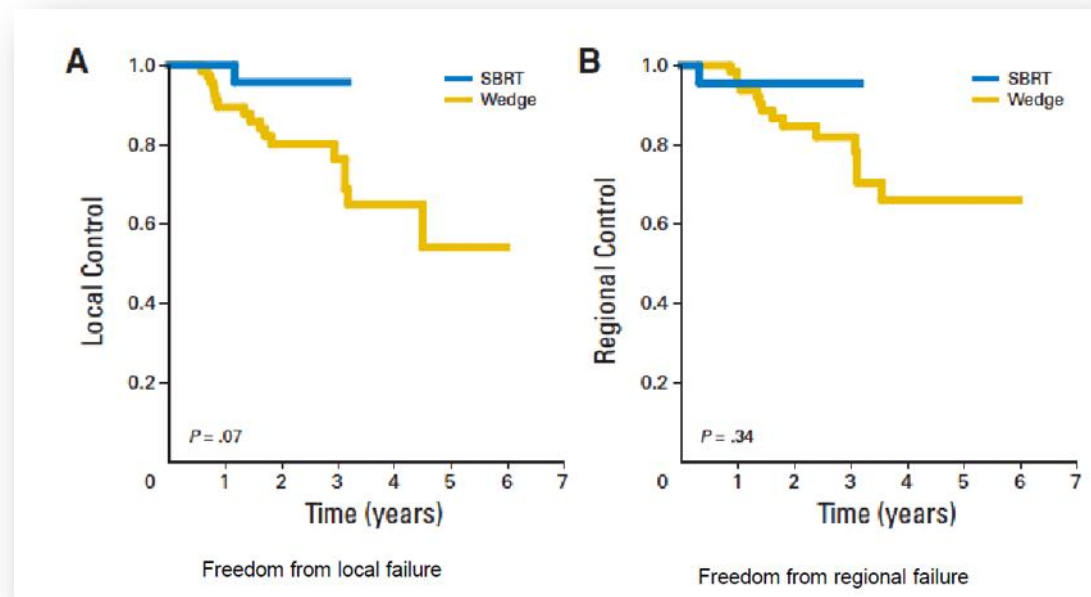 A
1.0
0.8
0.6
0.4
0.2
0
Local Control
SBRT
Wedge
P = .07
1 2 3 4 5 6 7
Time (years)
Freedom from local failure
B
1.0
0.8
0.6
0.4
0.2
0
Regional Control
SBRT
Wedge
P = .34
1 2 3 4 5 6 7
Time (years)
Freedom from regional failure